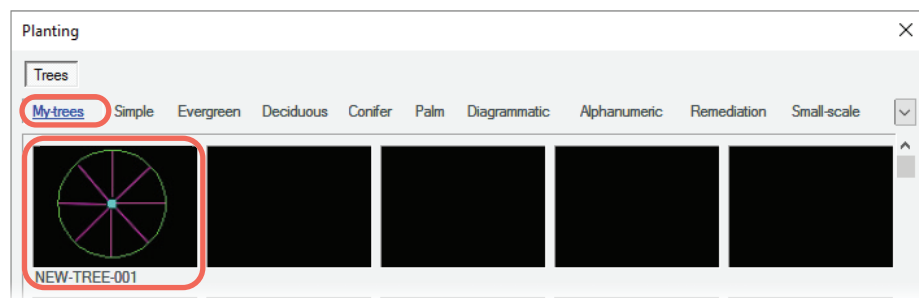 Planting
Trees
My-trees Simple Evergreen Deciduous Conifer Palm Diagrammatic Alphanumeric Remediation Small-scale
NEW-TREE-001